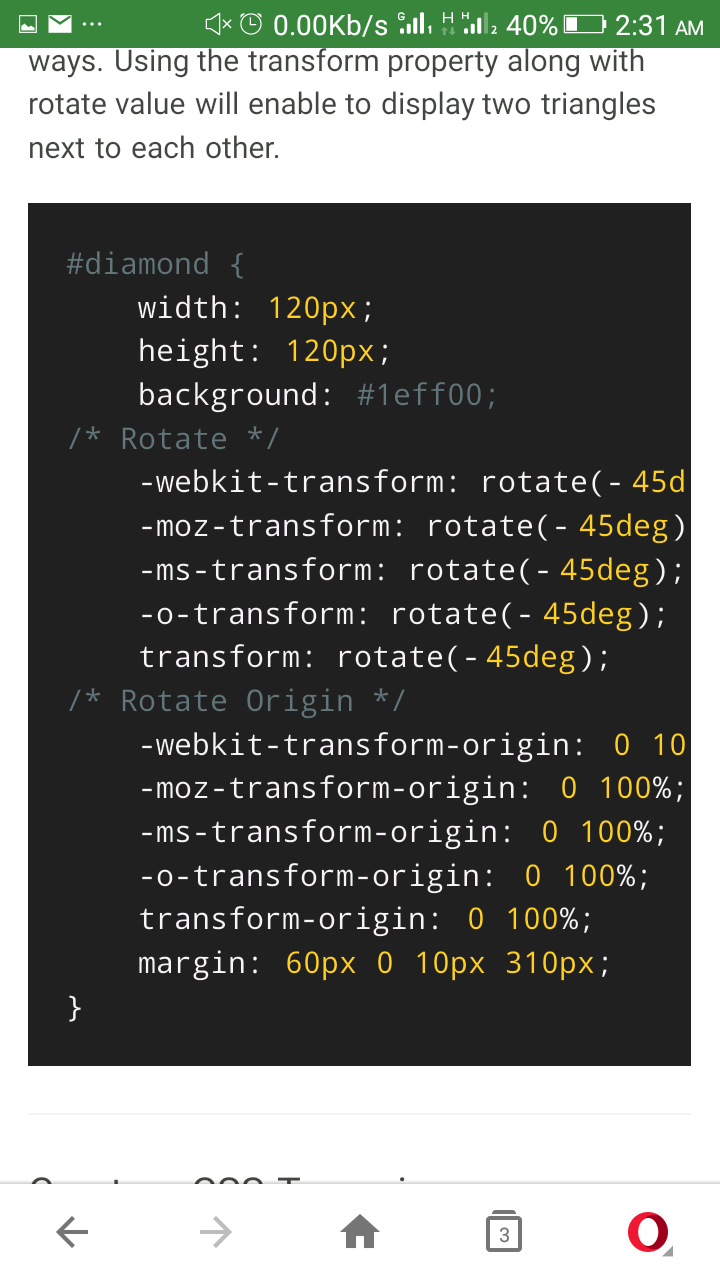 0.00Kb/s G 1 H H 2 40% 2:31 AM
ways. Using the transform property along with
rotate value will enable to display two triangles
next to each other.
#diamond {
width: 120px;
height: 120px;
background: #1eff00;
/* Rotate */
-webkit-transform: rotate(-45d
-moz-transform: rotate(-45deg)
-ms-transform: rotate(-45deg);
-o-transform: rotate(-45deg);
transform: rotate(-45deg);
/* Rotate Origin */
-webkit-transform-origin: 0 10
-moz-transform-origin: 0 100%;
-ms-transform-origin: 0 100%;
-o-transform-origin: 0 100%;
transform-origin: 0 100%;
margin: 60px 0 10px 310px;
}
3